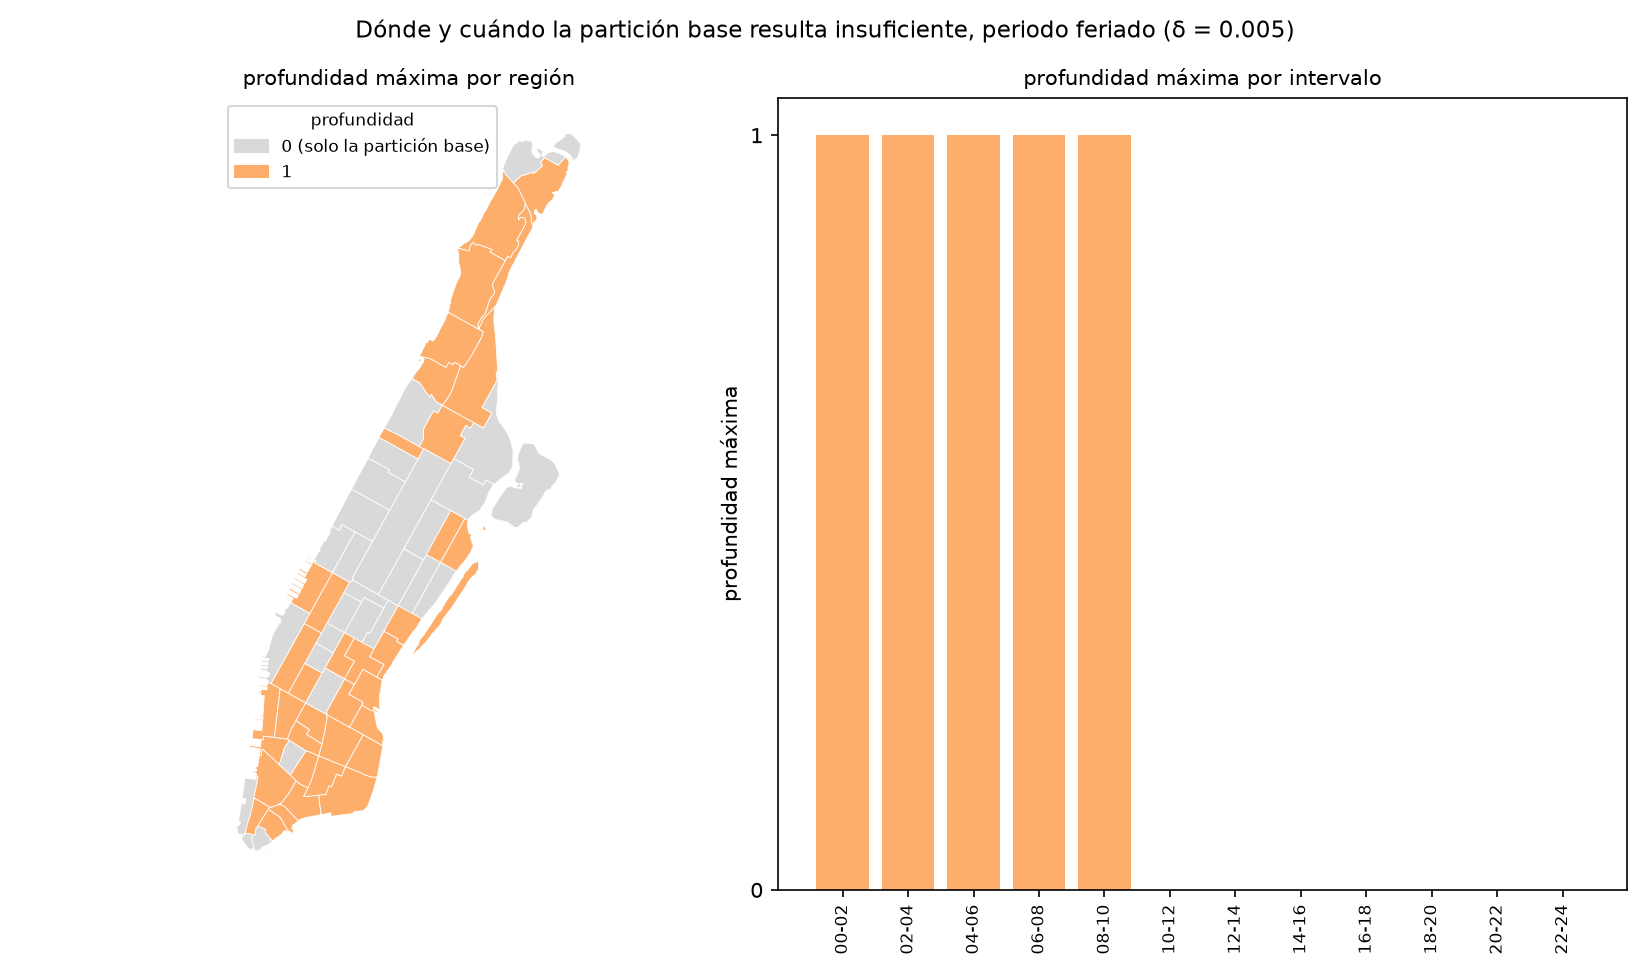 Dónde y cuándo la partición base resulta insuficiente, periodo feriado (δ = 0.005)
profundidad máxima por región
profundidad
0 (solo la partición base)
1
profundidad máxima por intervalo
profundidad máxima
1
0
00-02
02-04
04-06
06-08
08-10
10-12
12-14
14-16
16-18
18-20
20-22
22-24